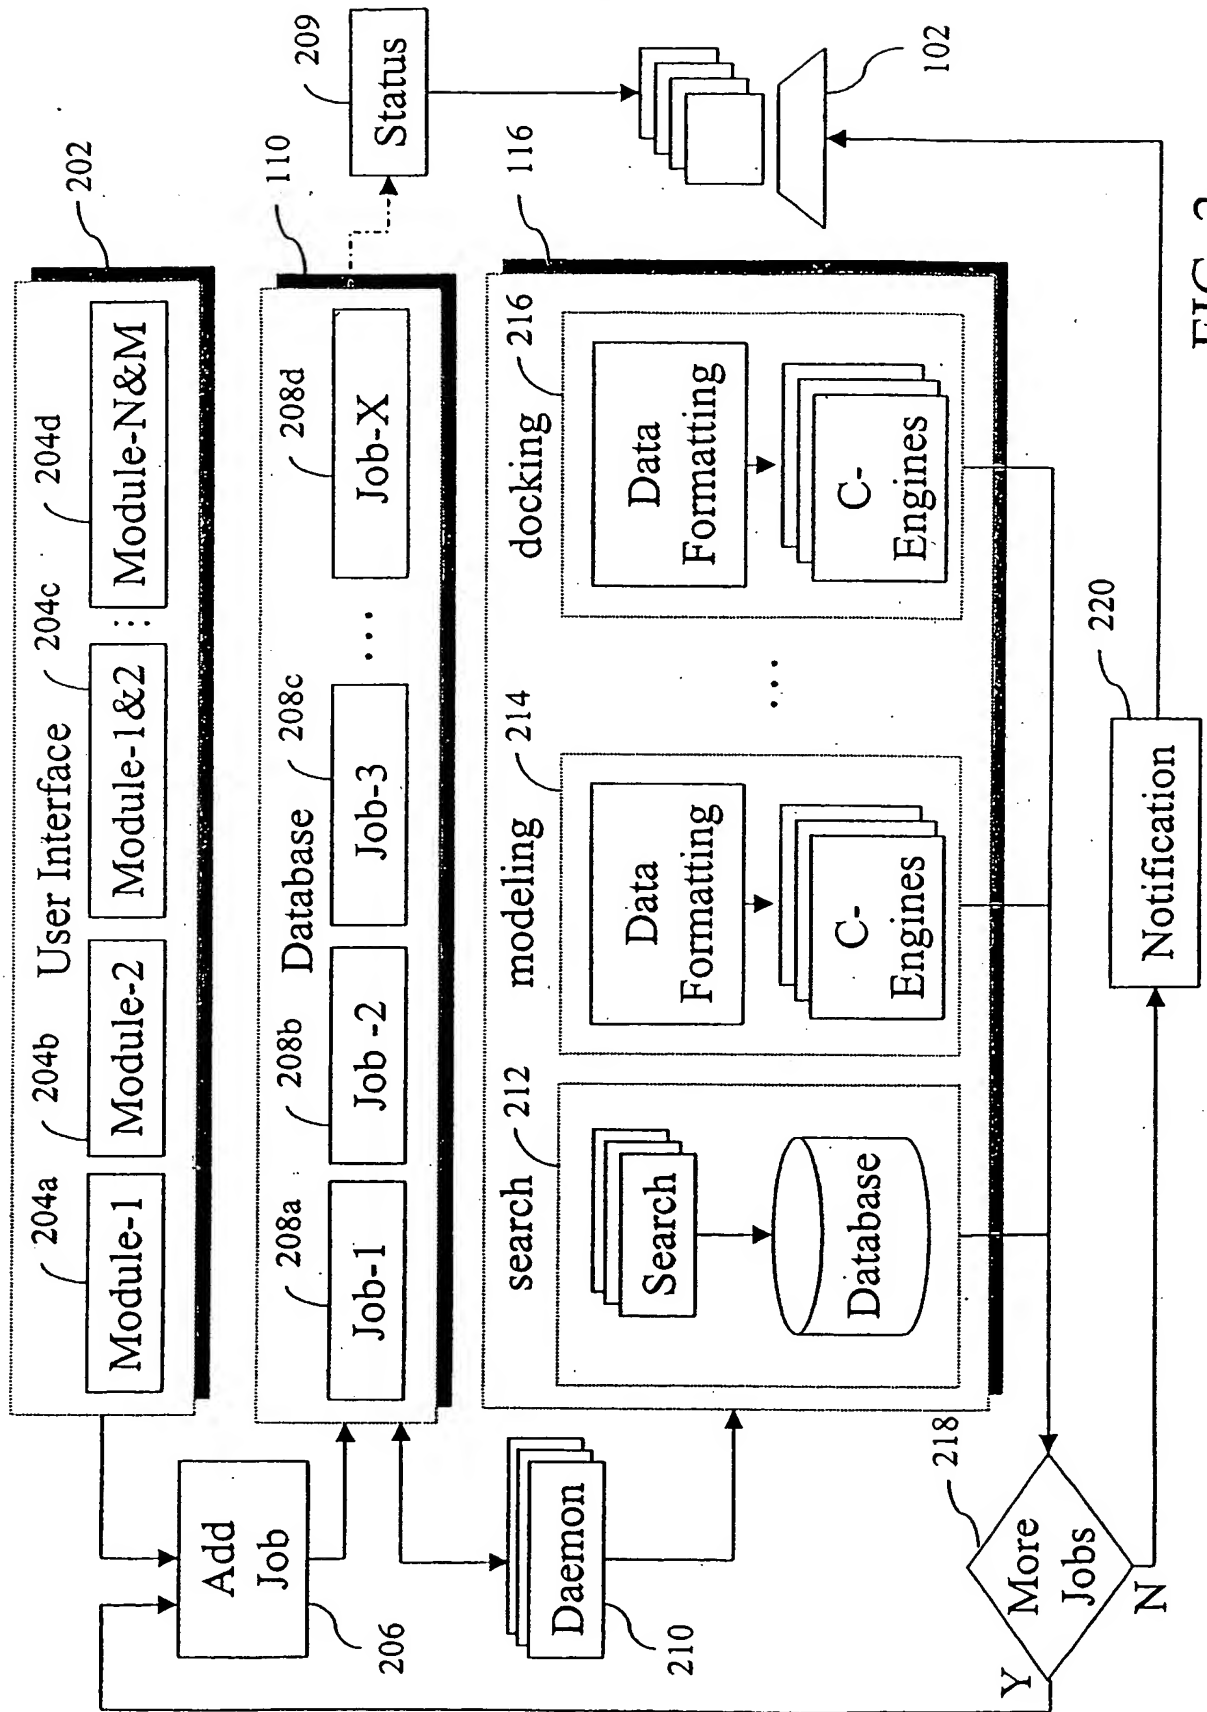 202
User Interface
204a
204b
204c
204d
Module-1
Module-2
Module-1&2
...
Module-N&M
110
Database
208a
208b
208c
208d
Job-1
Job -2
Job-3
...
Job-X
209
Status
Add
Job
206
Daemon
210
116
search
212
Search
Database
modeling
214
Data
Formatting
C-
Engines
...
docking
216
Data
Formatting
C-
Engines
102
218
More
Jobs
Y
N
220
Notification